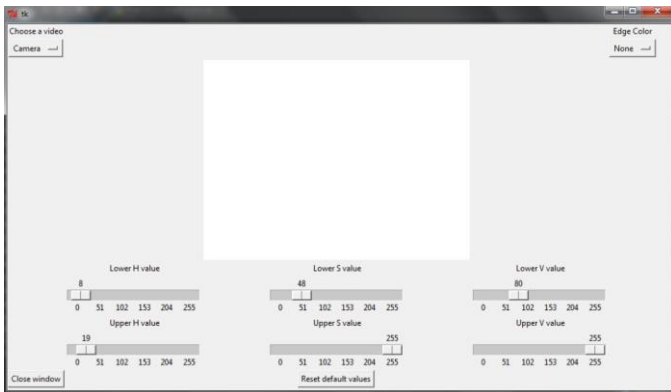 tk
Choose a video
Edge Color
Camera
None
Lower H value
Lower S value
Lower V value
8
48
80
0 51 102 153 204 255
0 51 102 153 204 255
0 51 102 153 204 255
Upper H value
Upper S value
Upper V value
19
255
255
0 51 102 153 204 255
0 51 102 153 204 255
0 51 102 153 204 255
Close window
Reset default values